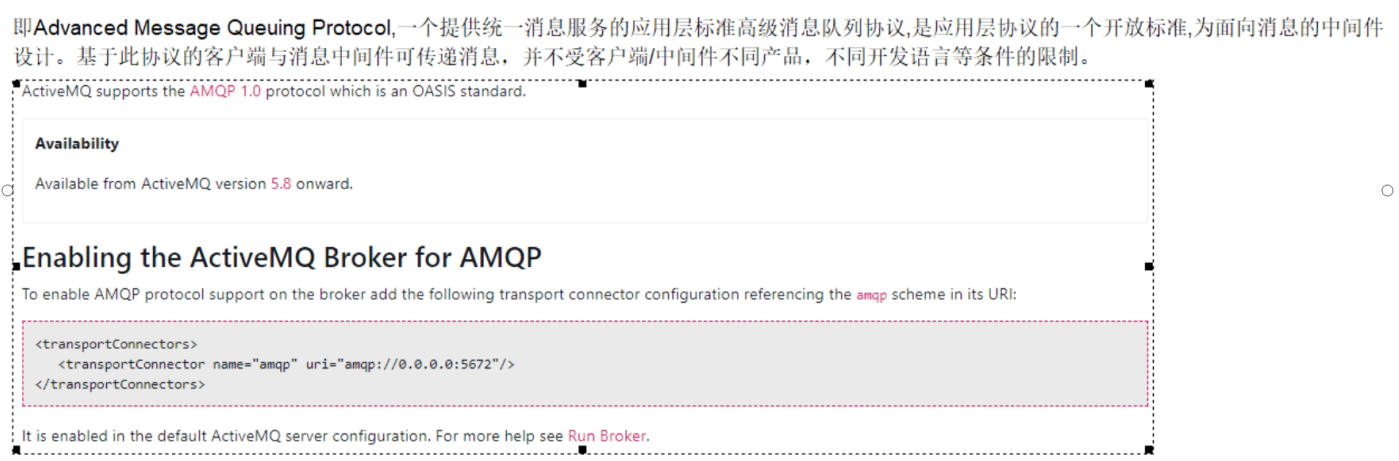 即Advanced Message Queuing Protocol,一个提供统一消息服务的应用层标准高级消息队列协议,是应用层协议的一个开放标准,为面向消息的中间件
设计。基于此协议的客户端与消息中间件可传递消息，并不受客户端/中间件不同产品，不同开发语言等条件的限制。
ActiveMQ supports the AMQP 1.0 protocol which is an OASIS standard.
Availability
Available from ActiveMQ version 5.8 onward.
Enabling the ActiveMQ Broker for AMQP
To enable AMQP protocol support on the broker add the following transport connector configuration referencing the amqp scheme in its URI:
<transportConnectors>
   <transportConnector name="amqp" uri="amqp://0.0.0.0:5672"/>
</transportConnectors>
It is enabled in the default ActiveMQ server configuration. For more help see Run Broker.